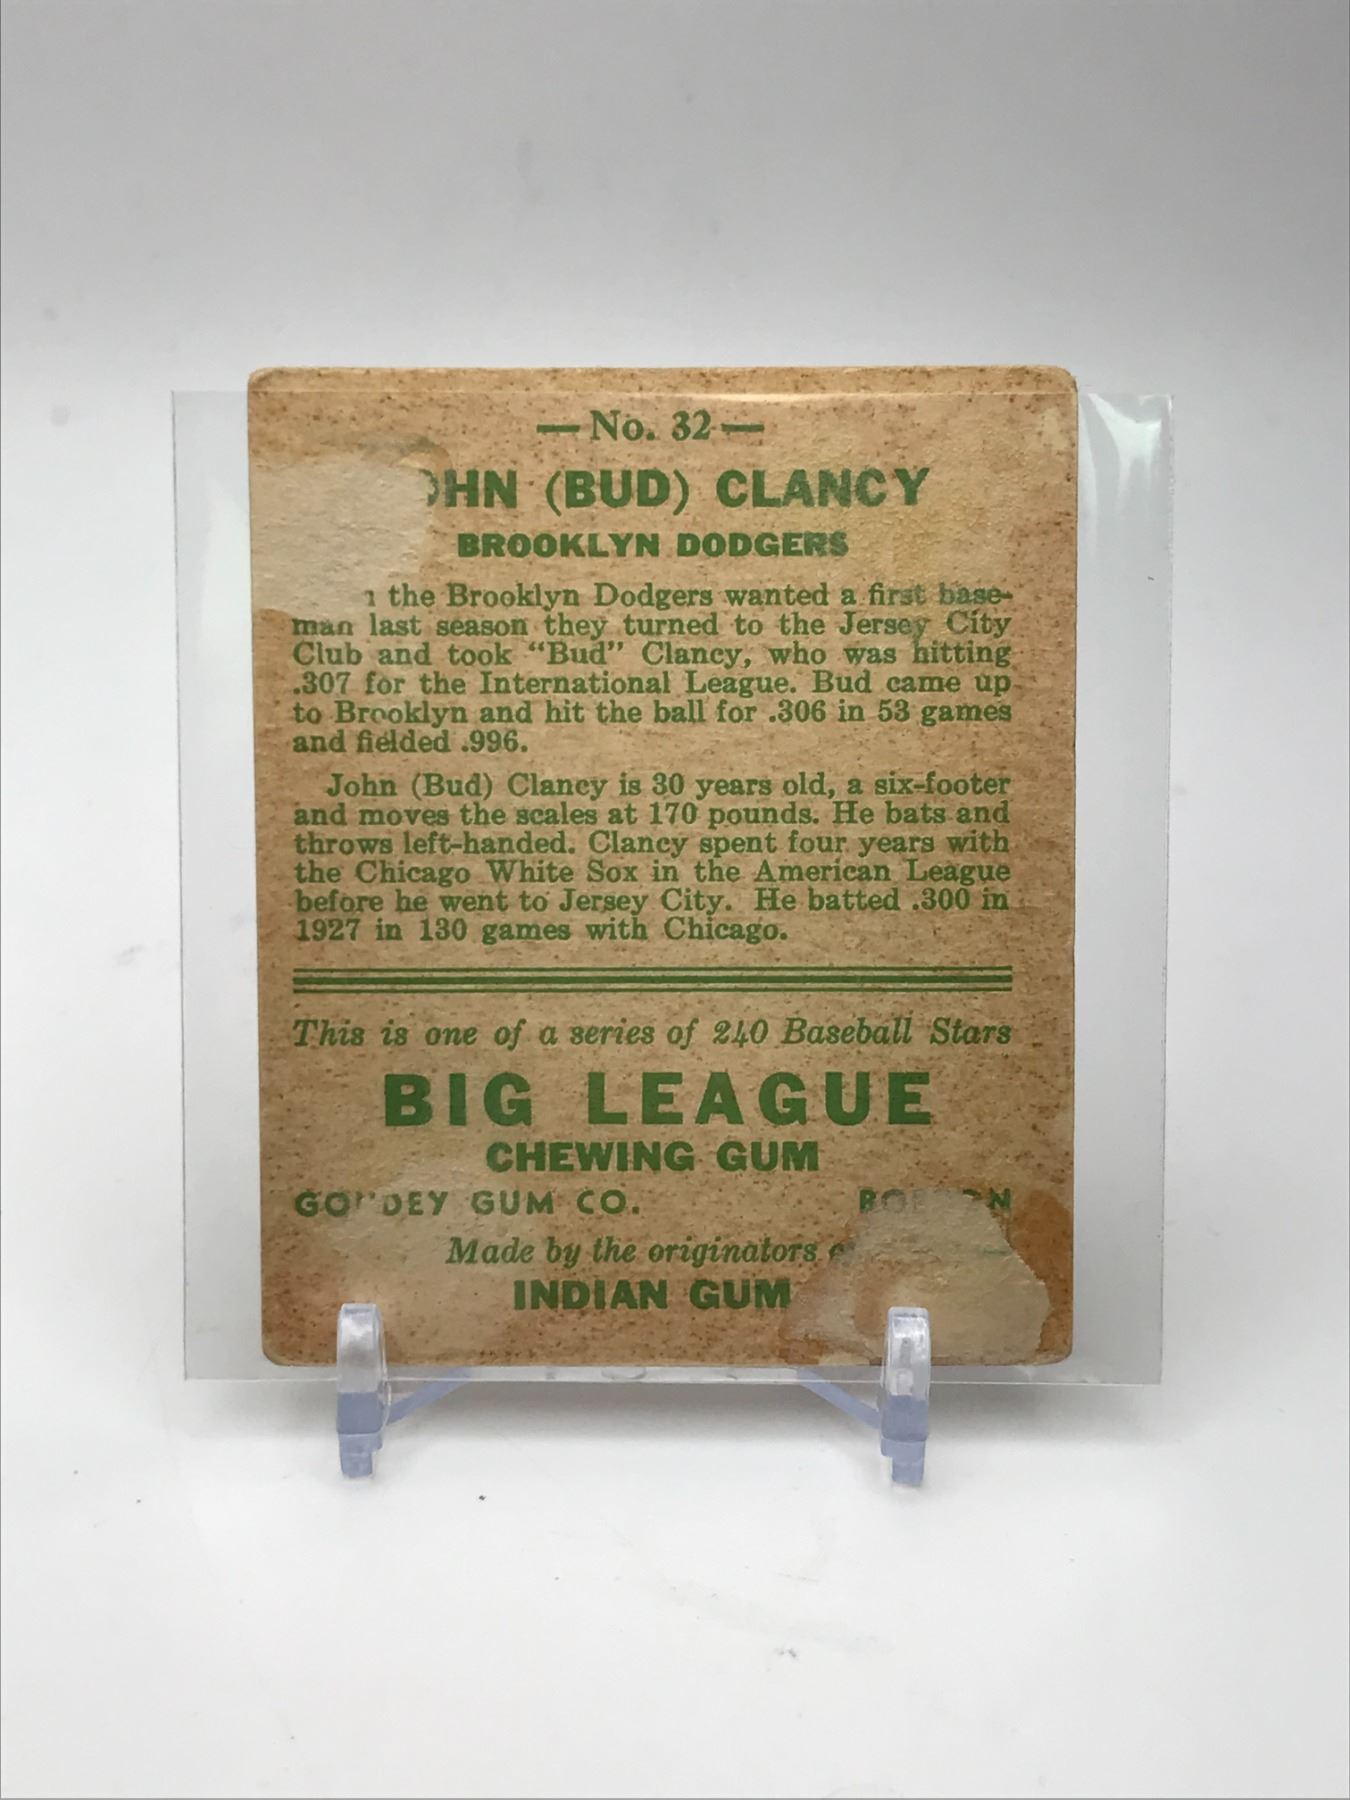 — No. 32 —
OHN (BUD) CLANCY
BROOKLYN DODGERS
the Brooklyn Dodgers wanted a first base-
man last season they turned to the Jersey City
Club and took "Bud" Clancy, who was hitting
.307 for the International League. Bud came up
to Brooklyn and hit the ball for .306 in 53 games
and fielded .996.
John (Bud) Clancy is 30 years old, a six-footer
and moves the scales at 170 pounds. He bats and
throws left-handed. Clancy spent four years with
the Chicago White Sox in the American League
before he went to Jersey City. He batted .300 in
1927 in 130 games with Chicago.
This is one of a series of 240 Baseball Stars
BIG LEAGUE
CHEWING GUM
GOUDEY GUM CO. BOSTON
Made by the originators
INDIAN GUM